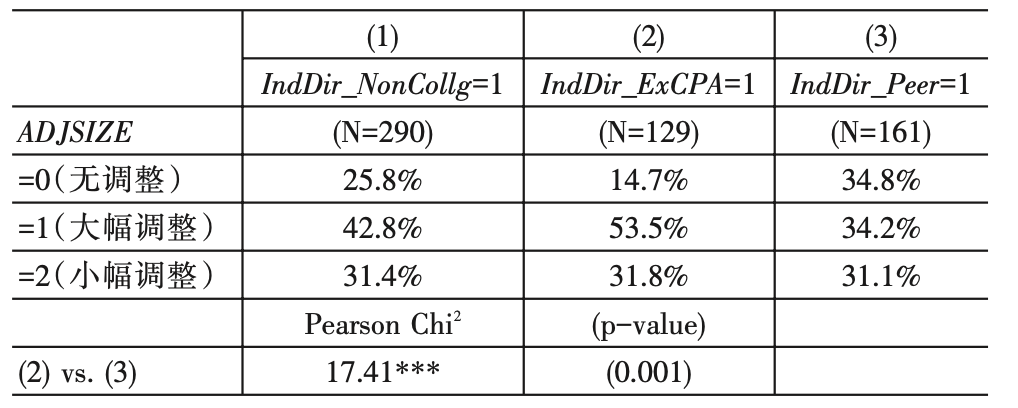 (1) (2) (3)
IndDir_NonCollg=1 IndDir_ExCPA=1 IndDir_Peer=1
ADJSIZE (N=290) (N=129) (N=161)
=0(无调整) 25.8% 14.7% 34.8%
=1(大幅调整) 42.8% 53.5% 34.2%
=2(小幅调整) 31.4% 31.8% 31.1%
Pearson Chi² (p-value)
(2) vs. (3) 17.41*** (0.001)